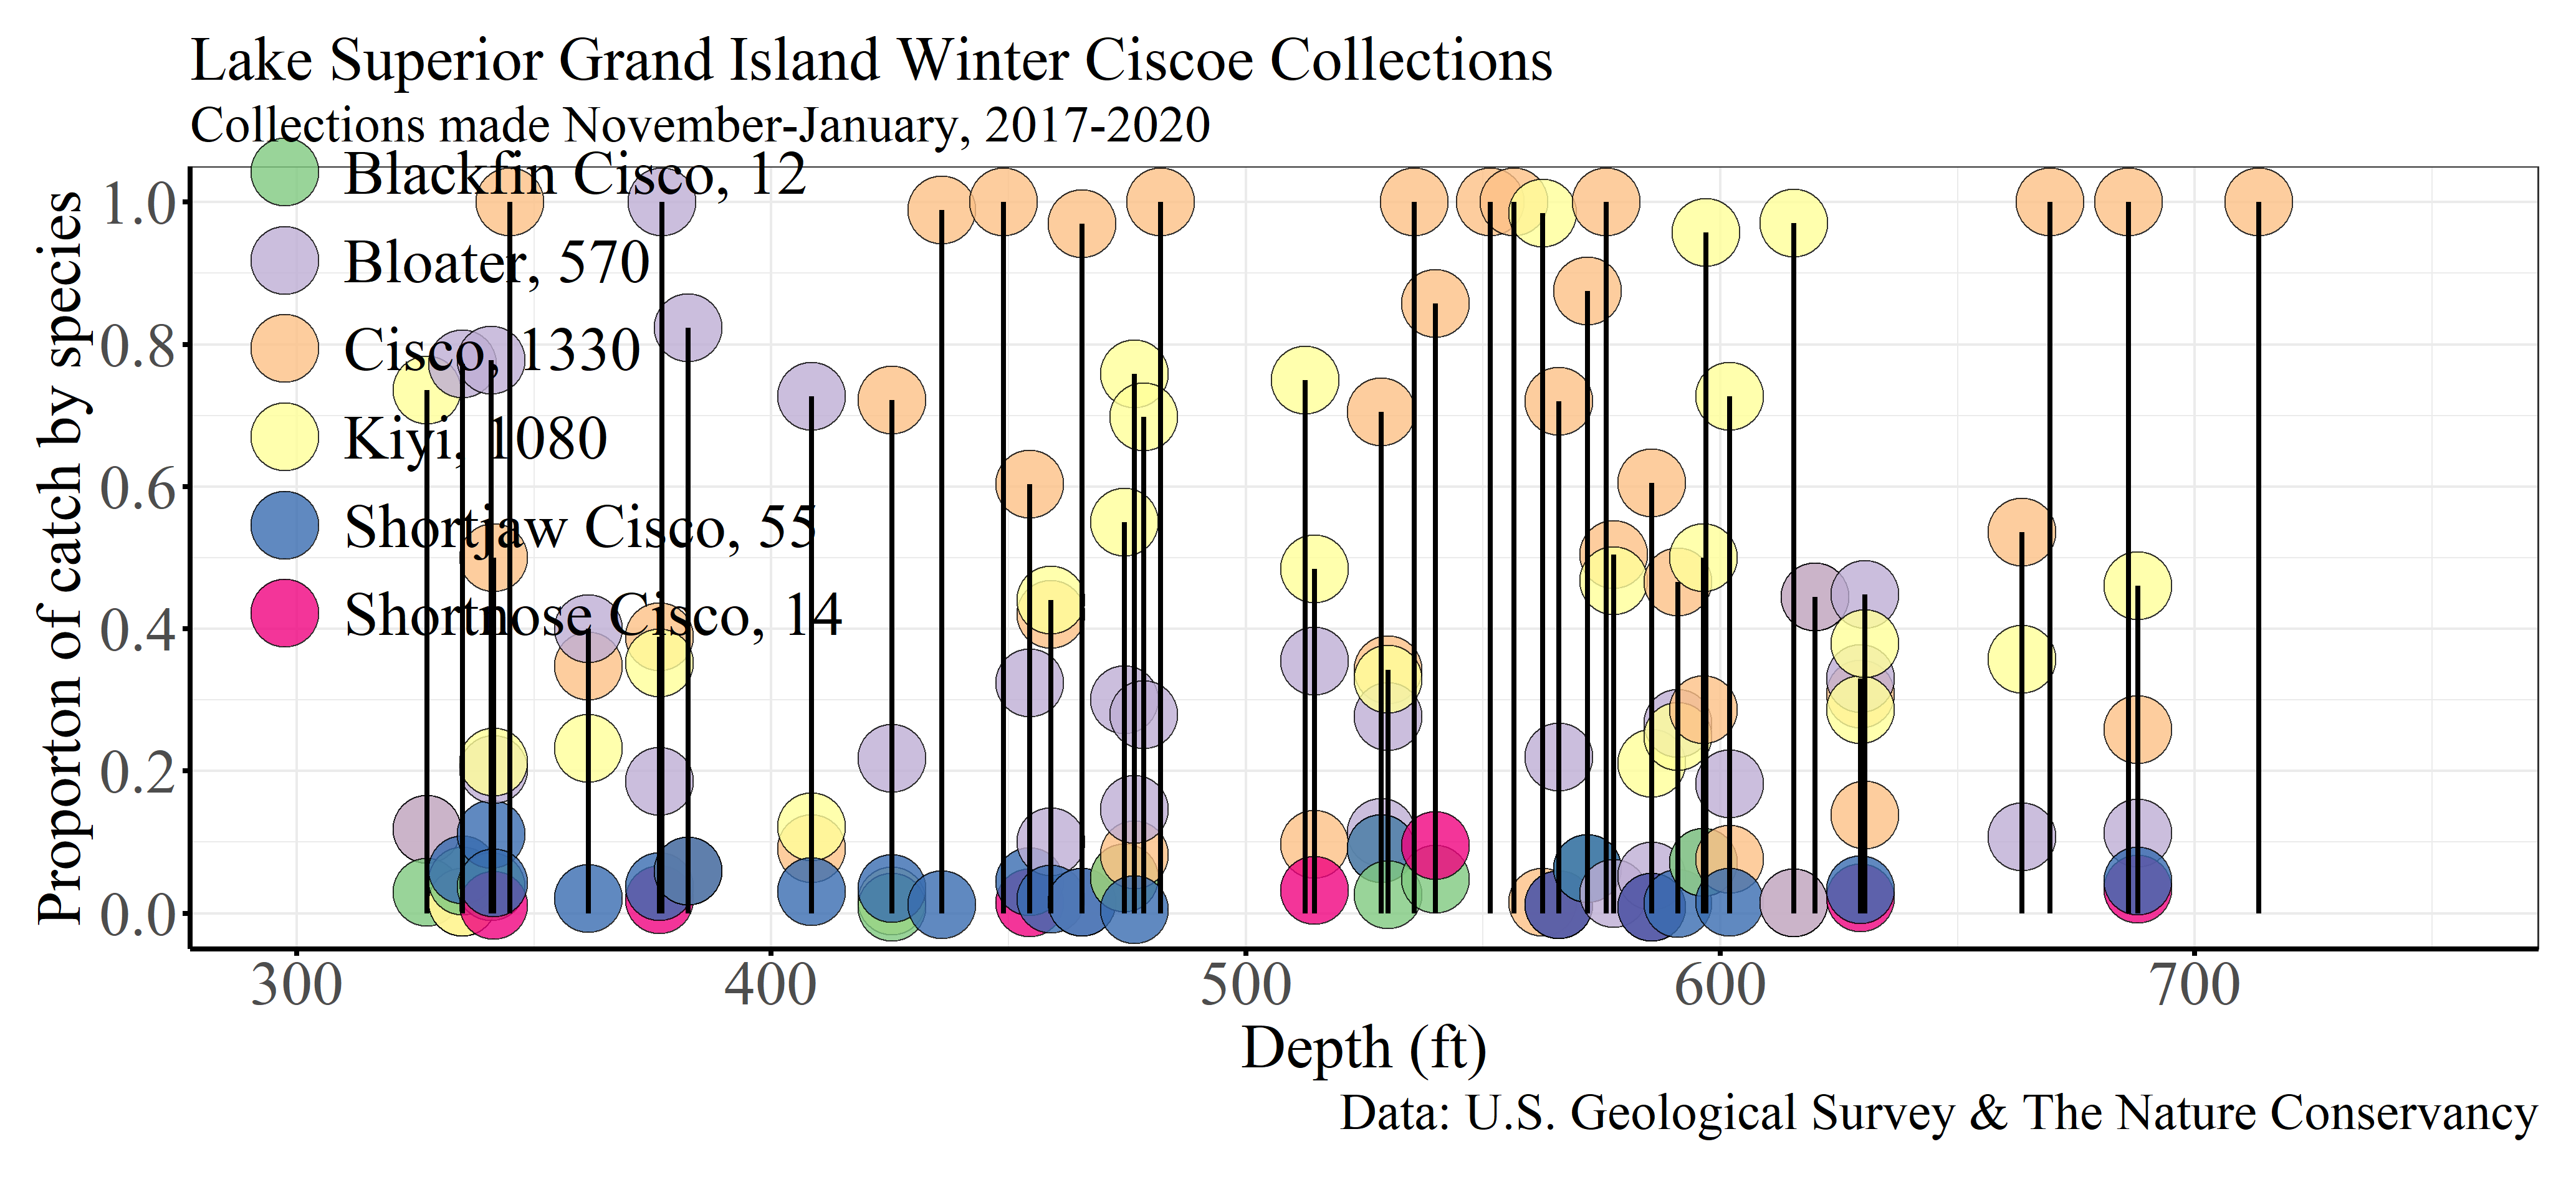 Lake Superior Grand Island Winter Ciscoe Collections
Collections made November-January, 2017-2020
Blackfin Cisco, 12
Bloater, 570
Cisco, 1330
Kiyi, 1080
Shortjaw Cisco, 55
Shortnose Cisco, 14
Proporton of catch by species
1.0
0.8
0.6
0.4
0.2
0.0
300 400 500 600 700
Depth (ft)
Data: U.S. Geological Survey & The Nature Conservancy